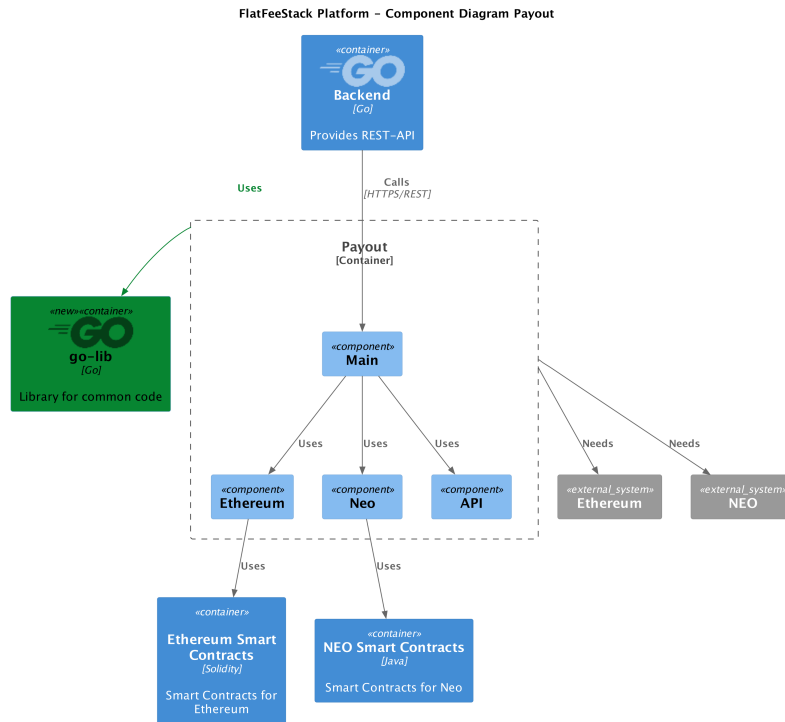 FlatFeeStack Platform – Component Diagram Payout
«container»
GO
Backend
[Go]
Provides REST-API
Uses
Calls
[HTTPS/REST]
Payout
[Container]
«new»«container»
GO
go-lib
[Go]
Library for common code
«component»
Main
Uses
Uses
Uses
Needs
Needs
«component»
Ethereum
«component»
Neo
«component»
API
«external_system»
Ethereum
«external_system»
NEO
Uses
Uses
«container»
Ethereum Smart
Contracts
[Solidity]
Smart Contracts for
Ethereum
«container»
NEO Smart Contracts
[Java]
Smart Contracts for Neo